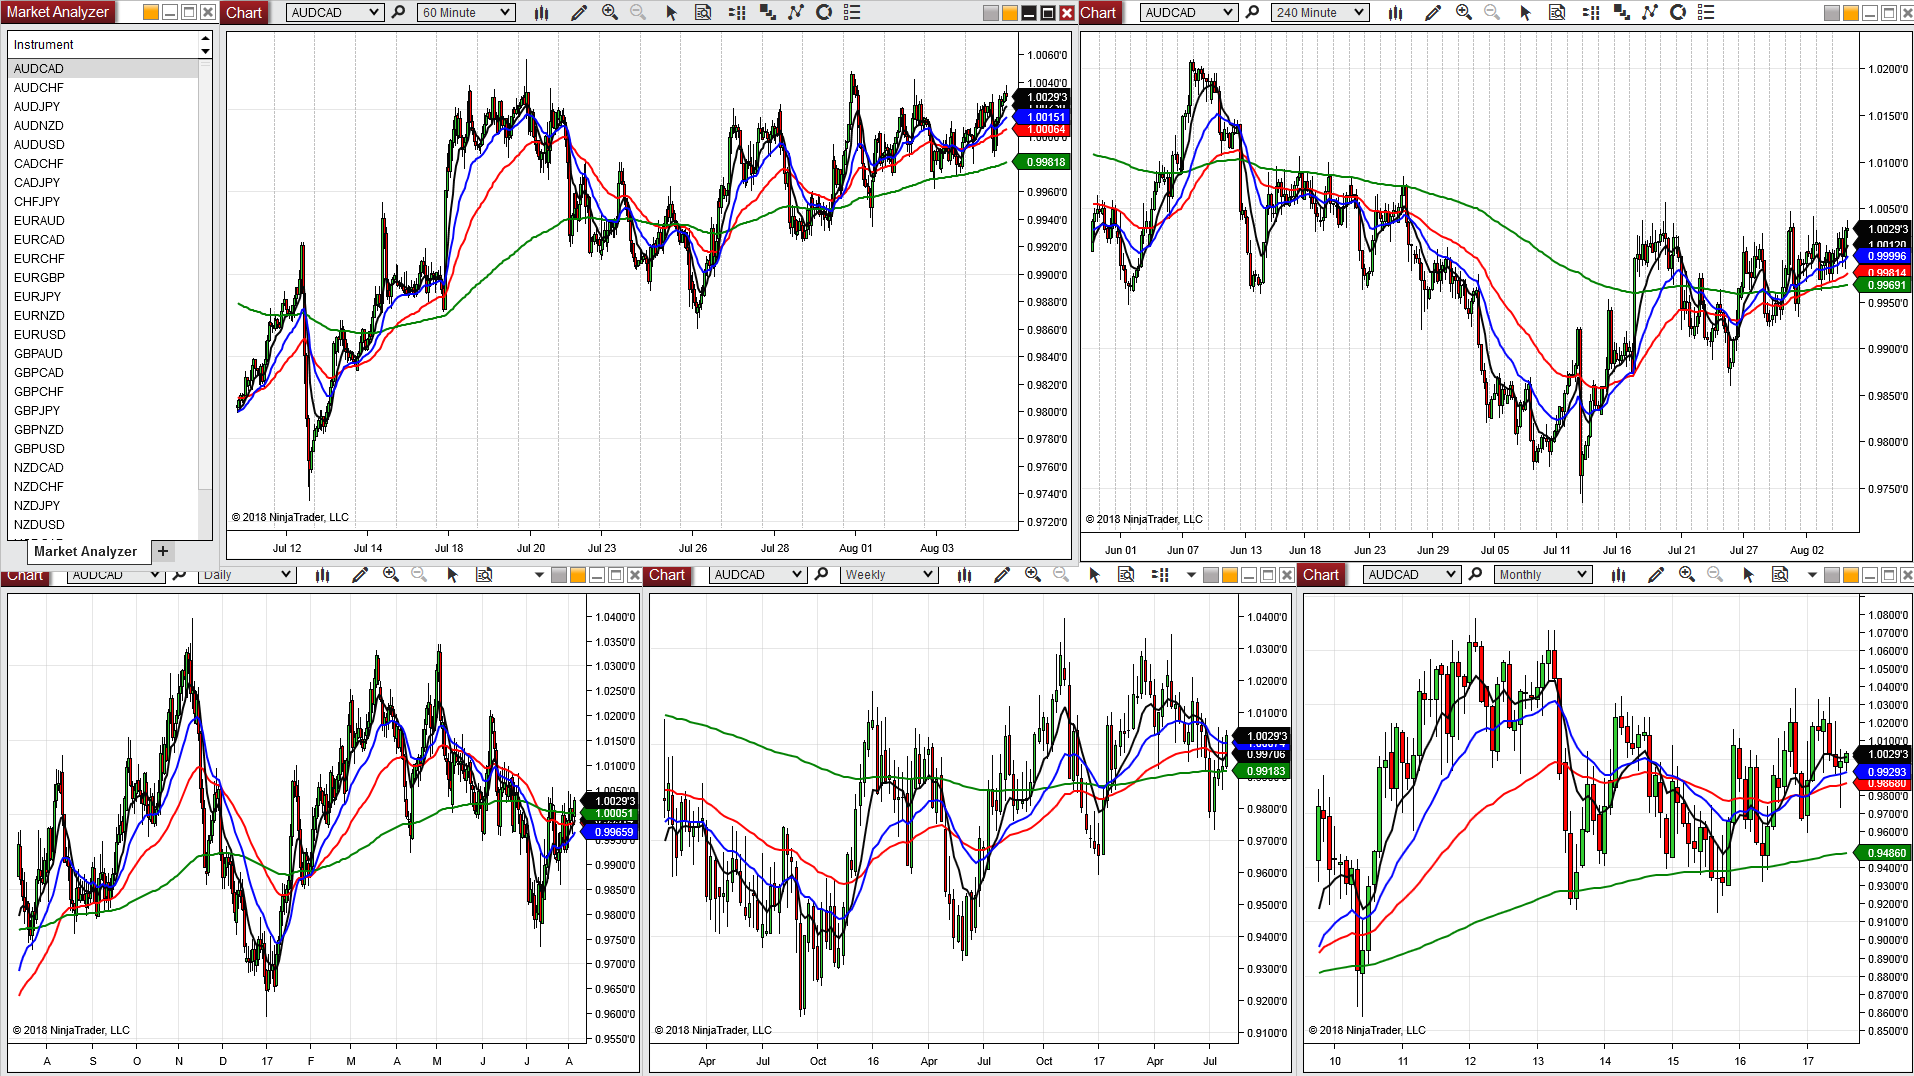 Market Analyzer
Instrument
AUDCAD
AUDCHF
AUDJPY
AUDNZD
AUDUSD
CADCHF
CADJPY
CHFJPY
EURAUD
EURCAD
EURCHF
EURGBP
EURJPY
EURNZD
EURUSD
GBPAUD
GBPCAD
GBPCHF
GBPJPY
GBPNZD
GBPUSD
NZDCAD
NZDCHF
NZDJPY
NZDUSD
Market Analyzer +
Chart AUDCAD 60 Minute
1.0060'0
1.0040'0
1.0029'3
1.00151
1.00064
1.0000'0
0.99818
0.9960'0
0.9940'0
0.9920'0
0.9900'0
0.9880'0
0.9860'0
0.9840'0
0.9820'0
0.9800'0
0.9780'0
0.9760'0
0.9740'0
0.9720'0
© 2018 NinjaTrader, LLC
Jul 12 Jul 14 Jul 18 Jul 20 Jul 23 Jul 26 Jul 28 Aug 01 Aug 03
Chart AUDCAD 240 Minute
1.0200'0
1.0150'0
1.0100'0
1.0050'0
1.0029'3
1.00120
0.99996
0.99814
0.99691
0.9950'0
0.9900'0
0.9850'0
0.9800'0
0.9750'0
© 2018 NinjaTrader, LLC
Jun 01 Jun 07 Jun 13 Jun 18 Jun 23 Jun 29 Jul 05 Jul 11 Jul 16 Jul 21 Jul 27 Aug 02
Chart AUDCAD Daily
1.0400'0
1.0350'0
1.0300'0
1.0250'0
1.0200'0
1.0150'0
1.0100'0
1.0050'0
1.0029'3
1.00051
0.99659
0.9950'0
0.9900'0
0.9850'0
0.9800'0
0.9750'0
0.9700'0
0.9650'0
0.9600'0
0.9550'0
© 2018 NinjaTrader, LLC
A S O N D 17 F M A M J J A
Chart AUDCAD Weekly
1.0400'0
1.0300'0
1.0200'0
1.0100'0
1.0029'3
0.99706
0.99183
0.9800'0
0.9700'0
0.9600'0
0.9500'0
0.9400'0
0.9300'0
0.9200'0
0.9100'0
© 2018 NinjaTrader, LLC
Apr Jul Oct 16 Apr Jul Oct 17 Apr Jul
Chart AUDCAD Monthly
1.0800'0
1.0700'0
1.0600'0
1.0500'0
1.0400'0
1.0300'0
1.0200'0
1.0100'0
1.0029'3
0.99293
0.9800'0
0.9700'0
0.9600'0
0.94860
0.9400'0
0.9300'0
0.9200'0
0.9100'0
0.9000'0
0.8900'0
0.8800'0
0.8700'0
0.8600'0
0.8500'0
© 2018 NinjaTrader, LLC
10 11 12 13 14 15 16 17